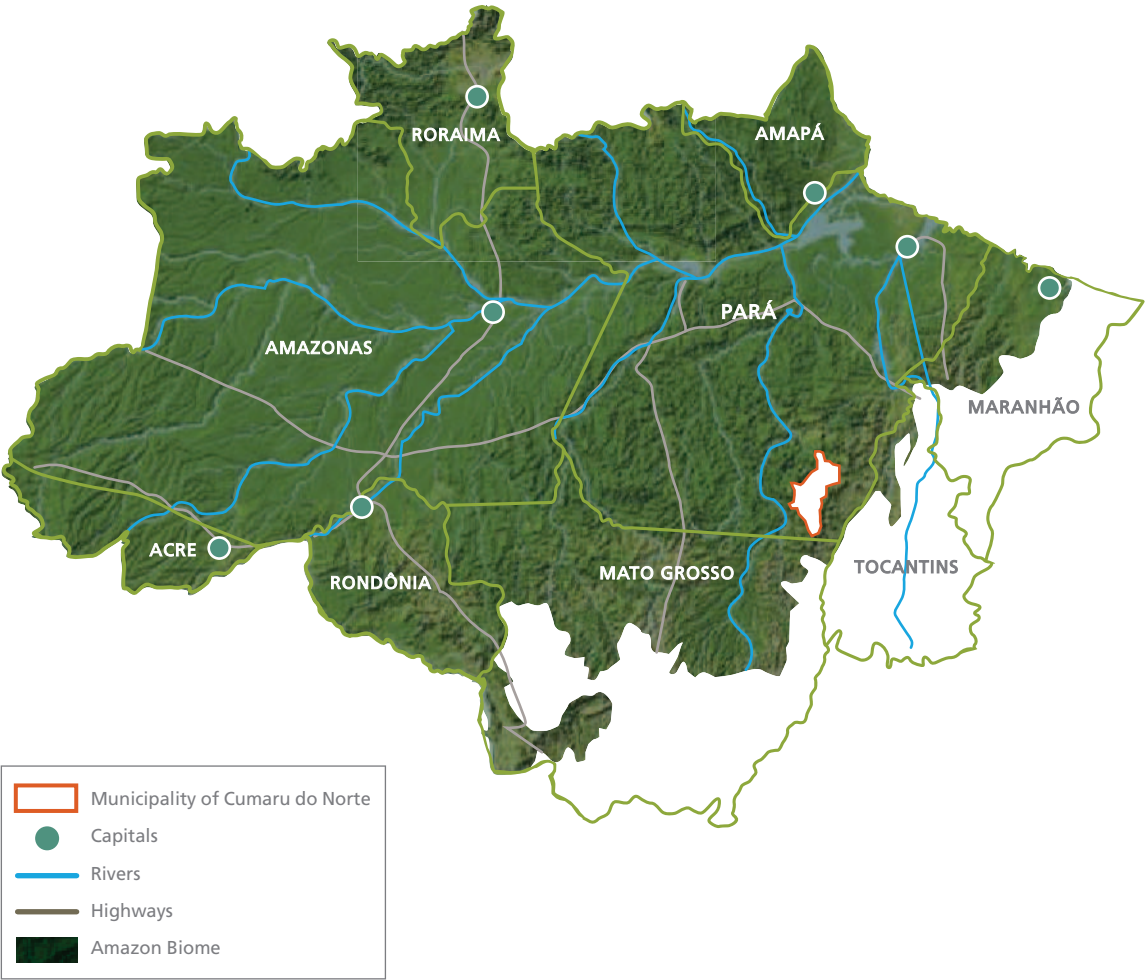 RORAIMA
AMAPÁ
PARÁ
AMAZONAS
MARANHÃO
ACRE
RONDÔNIA
MATO GROSSO
TOCANTINS
Municipality of Cumaru do Norte
Capitals
Rivers
Highways
Amazon Biome